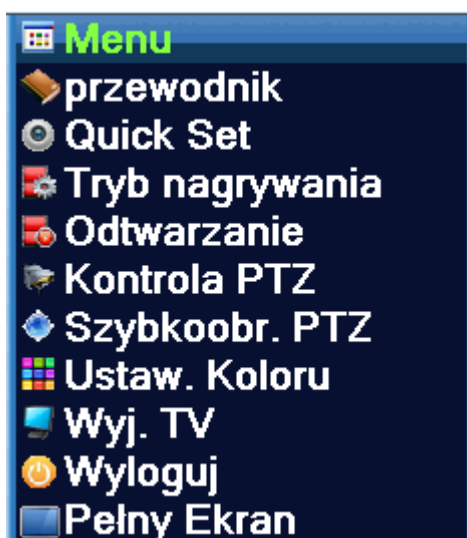 Menu
przewodnik
Quick Set
Tryb nagrywania
Odtwarzanie
Kontrola PTZ
Szybkoobr. PTZ
Ustaw. Koloru
Wyj. TV
Wyloguj
Pełny Ekran